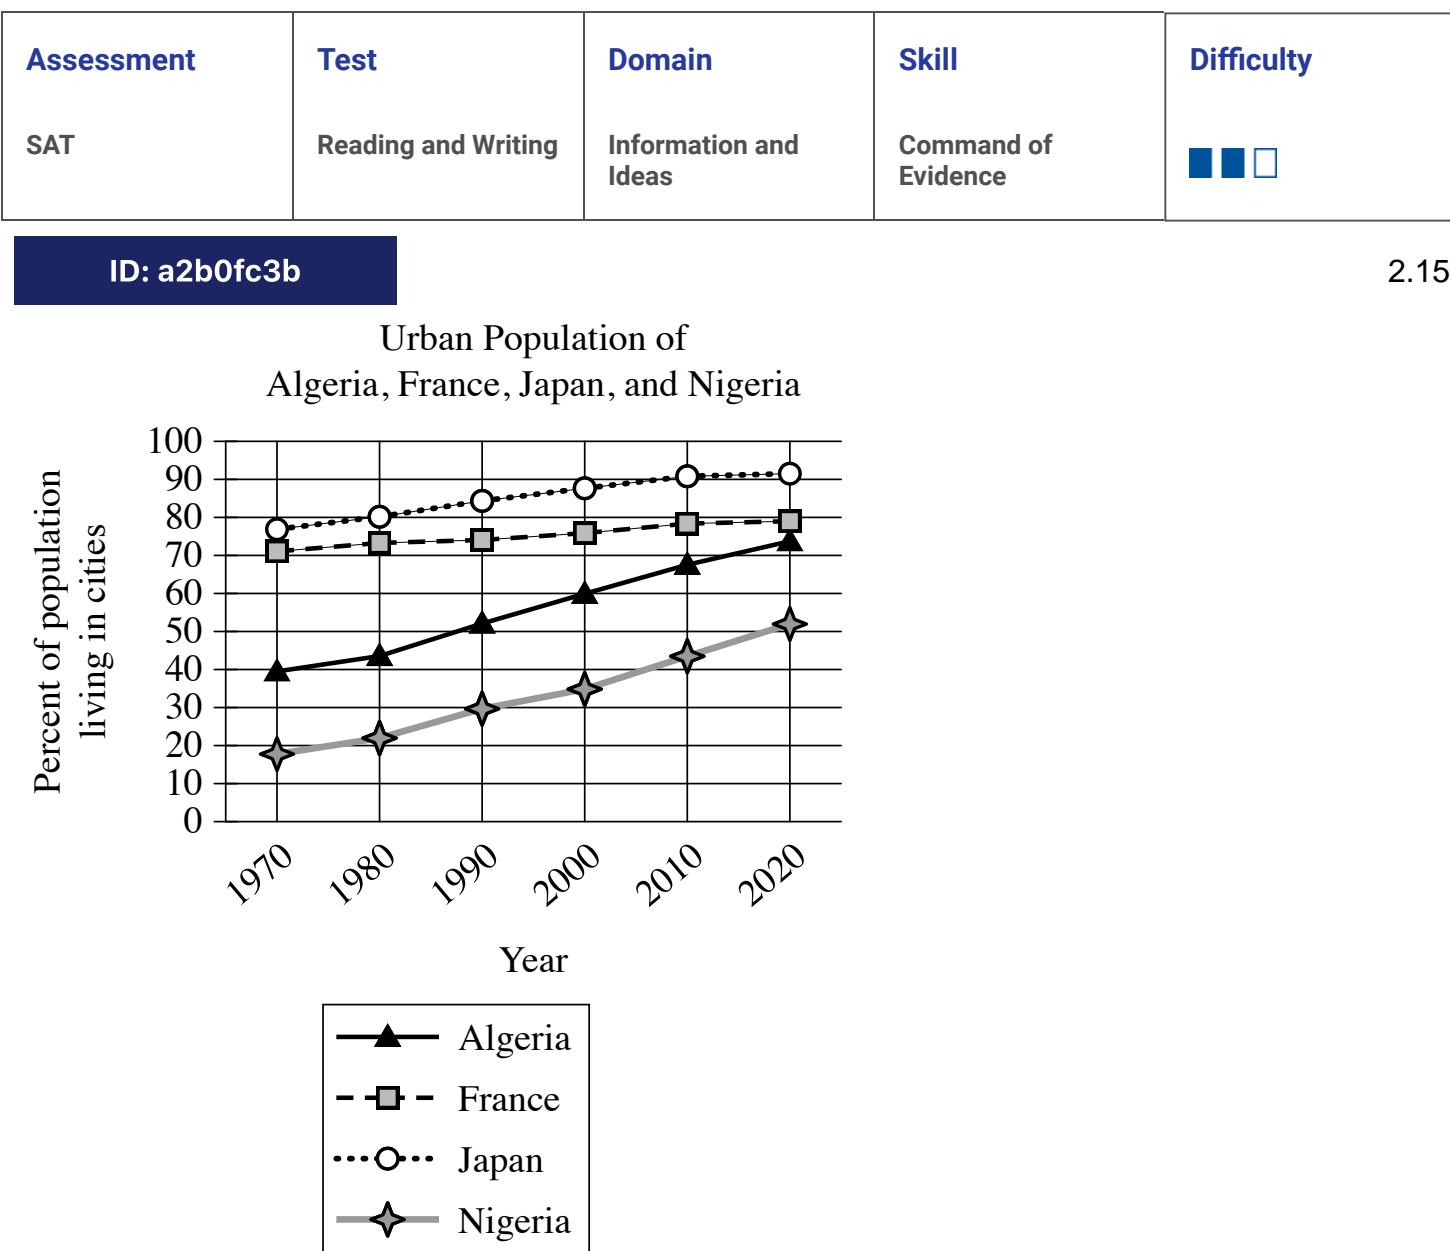 Assessment Test Domain Skill Difficulty
SAT Reading and Writing Information and Command of
Ideas Evidence
ID: a2b0fc3b 2.15
Urban Population of
Algeria, France, Japan, and Nigeria
Percent of population
living in cities
100
90
80
70
60
50
40
30
20
10
0
1970 1980 1990 2000 2010 2020
Year
Algeria
France
Japan
Nigeria